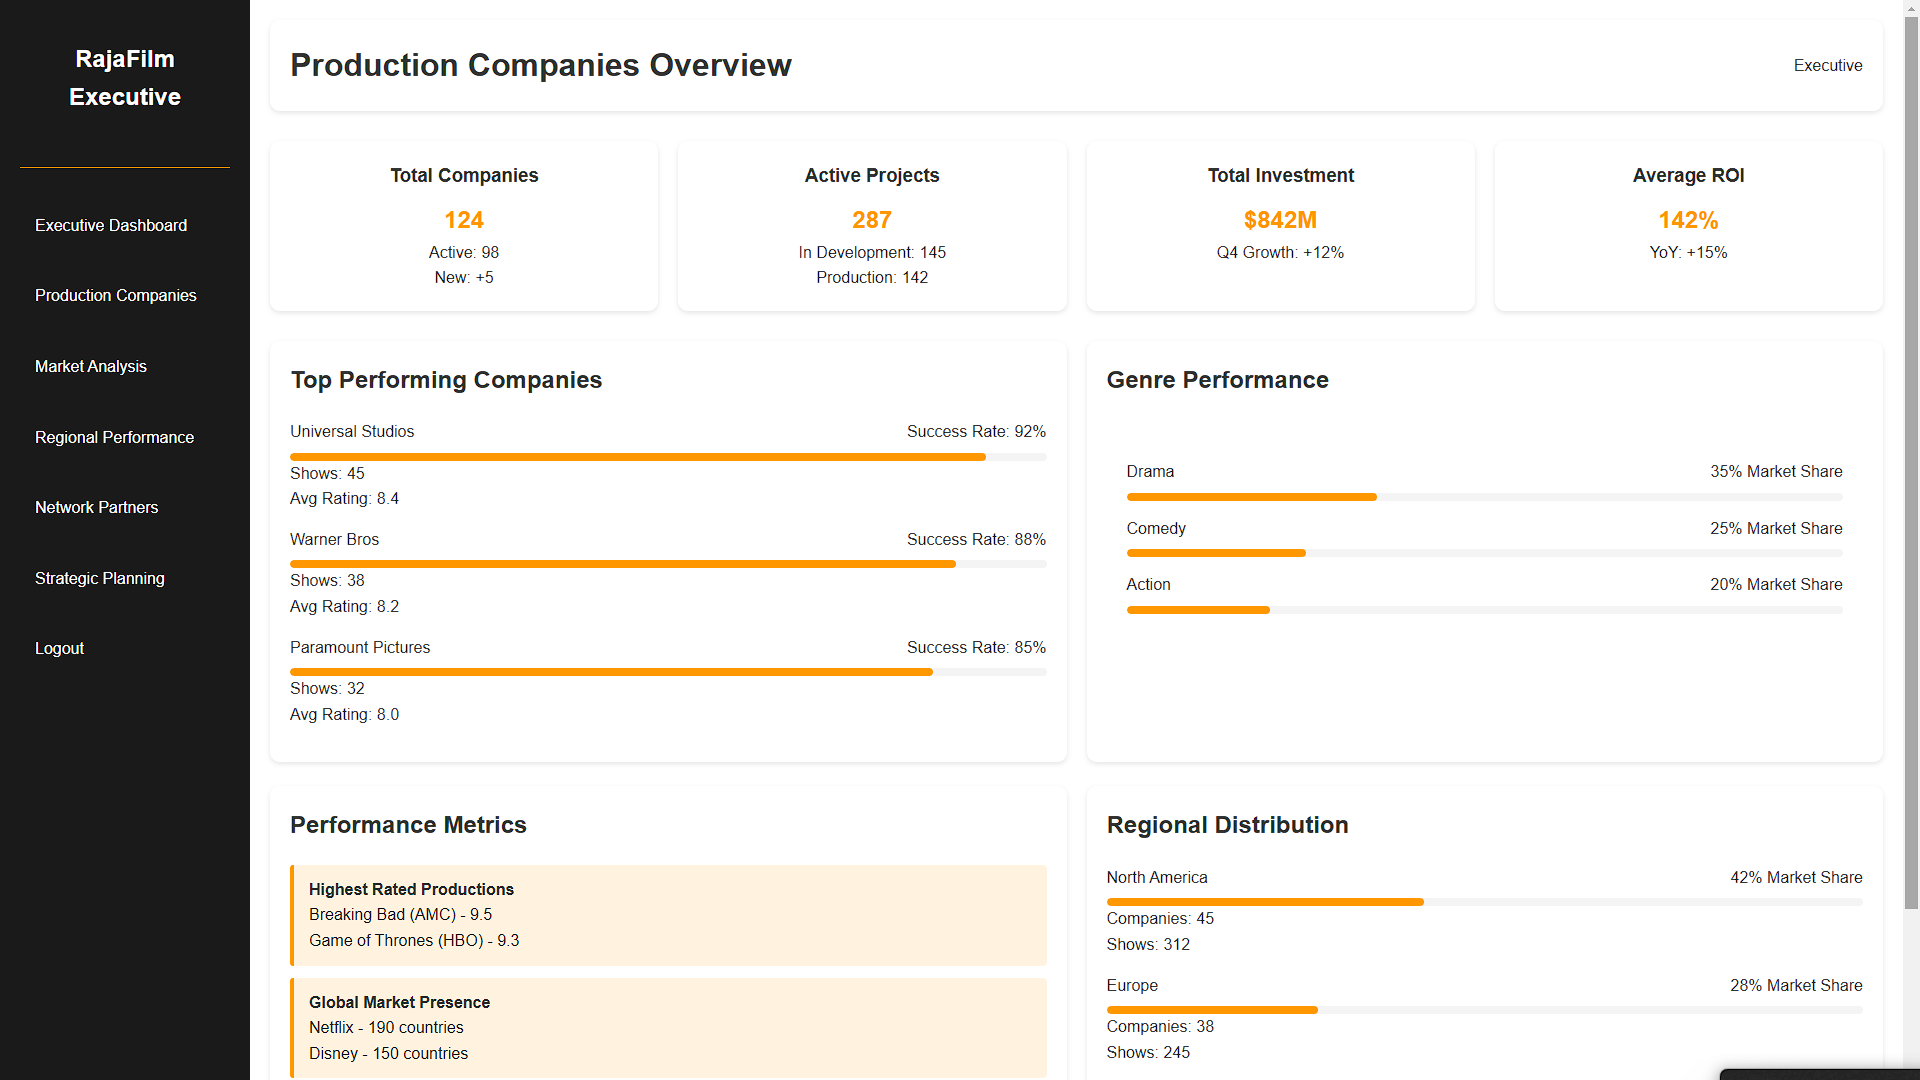 RajaFilm
Executive
Executive Dashboard
Production Companies
Market Analysis
Regional Performance
Network Partners
Strategic Planning
Logout
Production Companies Overview
Executive
Total Companies
124
Active: 98
New: +5
Active Projects
287
In Development: 145
Production: 142
Total Investment
$842M
Q4 Growth: +12%
Average ROI
142%
YoY: +15%
Top Performing Companies
Universal Studios
Success Rate: 92%
Shows: 45
Avg Rating: 8.4
Warner Bros
Success Rate: 88%
Shows: 38
Avg Rating: 8.2
Paramount Pictures
Success Rate: 85%
Shows: 32
Avg Rating: 8.0
Genre Performance
Drama
35% Market Share
Comedy
25% Market Share
Action
20% Market Share
Performance Metrics
Highest Rated Productions
Breaking Bad (AMC) - 9.5
Game of Thrones (HBO) - 9.3
Global Market Presence
Netflix - 190 countries
Disney - 150 countries
Regional Distribution
North America
42% Market Share
Companies: 45
Shows: 312
Europe
28% Market Share
Companies: 38
Shows: 245